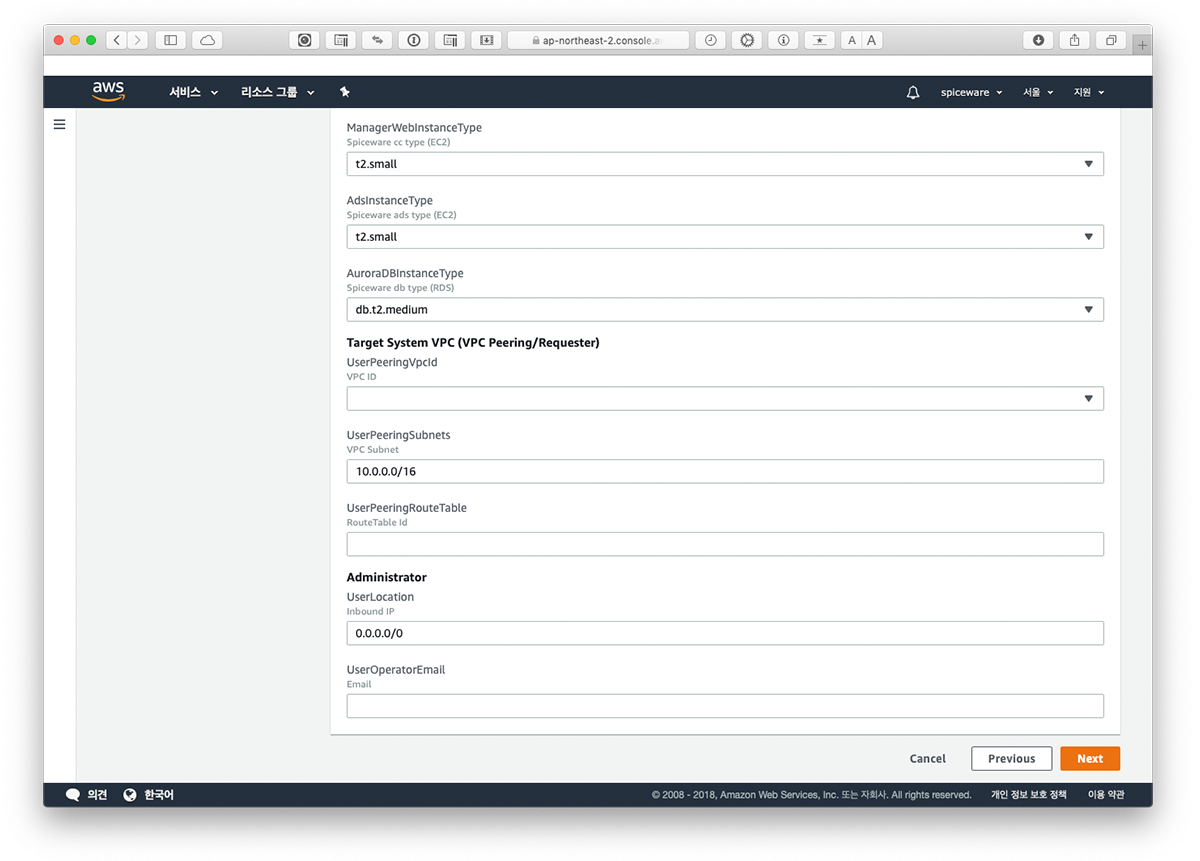 ap-northeast-2.console.a
A A
aws 서비스 리소스 그룹 spiceware 서울 지원
ManagerWebInstanceType
Spiceware cc type (EC2)
t2.small
AdsInstanceType
Spiceware ads type (EC2)
t2.small
AuroraDBInstanceType
Spiceware db type (RDS)
db.t2.medium
Target System VPC (VPC Peering/Requester)
UserPeeringVpcId
VPC ID
UserPeeringSubnets
VPC Subnet
10.0.0.0/16
UserPeeringRouteTable
RouteTable Id
Administrator
UserLocation
Inbound IP
0.0.0.0/0
UserOperatorEmail
Email
Cancel Previous Next
의견 한국어 © 2008 - 2018, Amazon Web Services, Inc. 또는 자회사. All rights reserved. 개인 정보 보호 정책 이용 약관